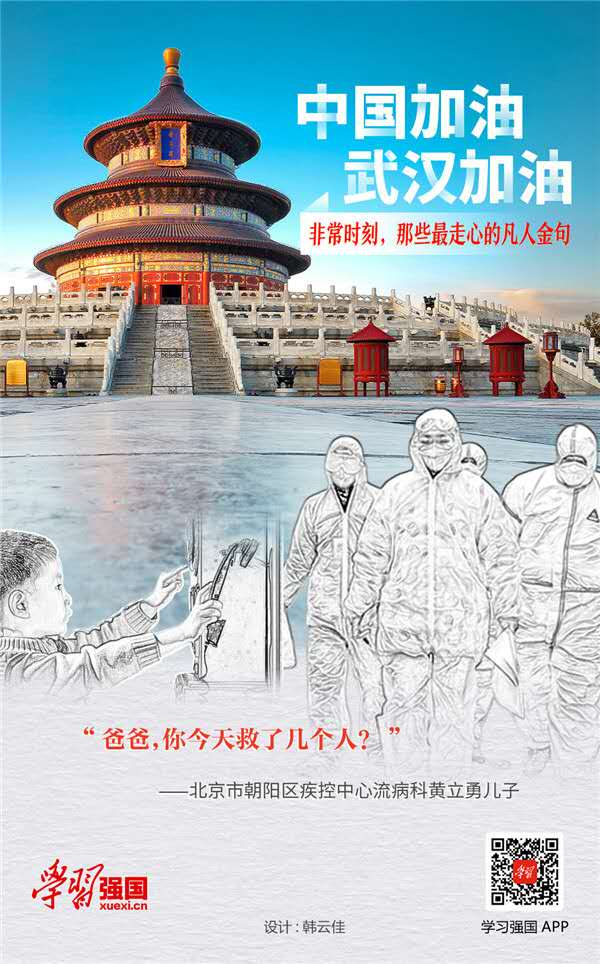 中国加油
武汉加油
非常时刻，那些最走心的凡人金句
“爸爸，你今天救了几个人？”
——北京市朝阳区疾控中心流病科黄立勇儿子
学习强国
xuexi.cn
设计：韩云佳
学习
学习强国 APP